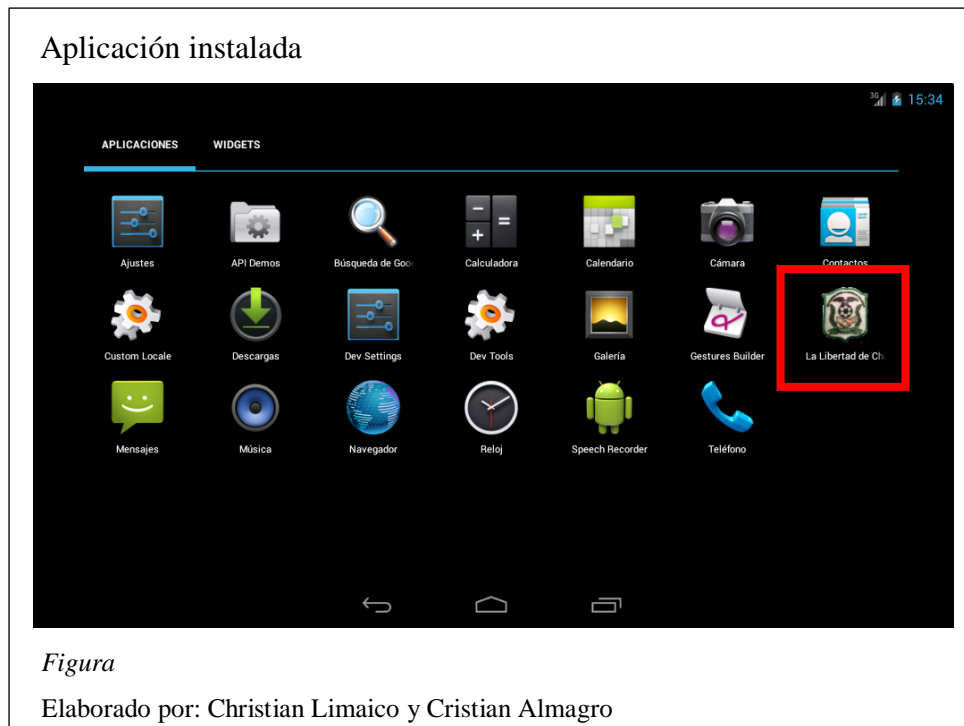 Aplicación instalada
3G 15:34
APLICACIONES WIDGETS
Ajustes API Demos Búsqueda de Goo Calculadora Calendario Cámara Contactos
Custom Locale Descargas Dev Settings Dev Tools Galería Gestures Builder La Libertad de Ch
Mensajes Música Navegador Reloj Speech Recorder Teléfono
Figura
Elaborado por: Christian Limaico y Cristian Almagro